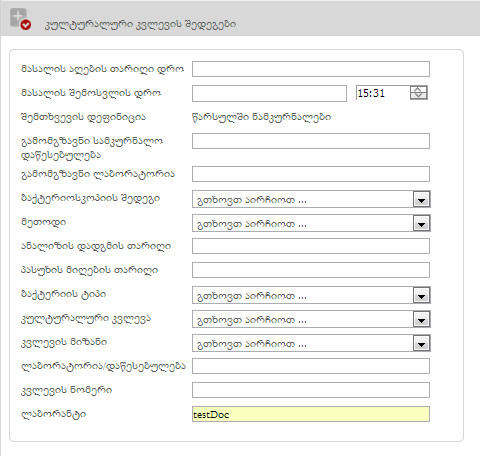 კულტურალური კვლევის შედეგები
მასალის აღების თარიღი დრო
მასალის შემოსვლის დრო 15:31
შემთხვევის დეფინიცია წარსულში ნამკურნალები
გამომგზავნი სამკურნალო
დაწესებულება
გამომგზავნი ლაბორატორია
ბაქტერიოსკოპიის შედეგი გთხოვთ აირჩიოთ ...
მეთოდი გთხოვთ აირჩიოთ ...
ანალიზის დადგმის თარიღი
პასუხის მიღების თარიღი
ბაქტერიის ტიპი გთხოვთ აირჩიოთ ...
კულტურალური კვლევა გთხოვთ აირჩიოთ ...
კვლევის მიზანი გთხოვთ აირჩიოთ ...
ლაბორატორია/დაწესებულება
კვლევის ნომერი
ლაბორანტი testDoc